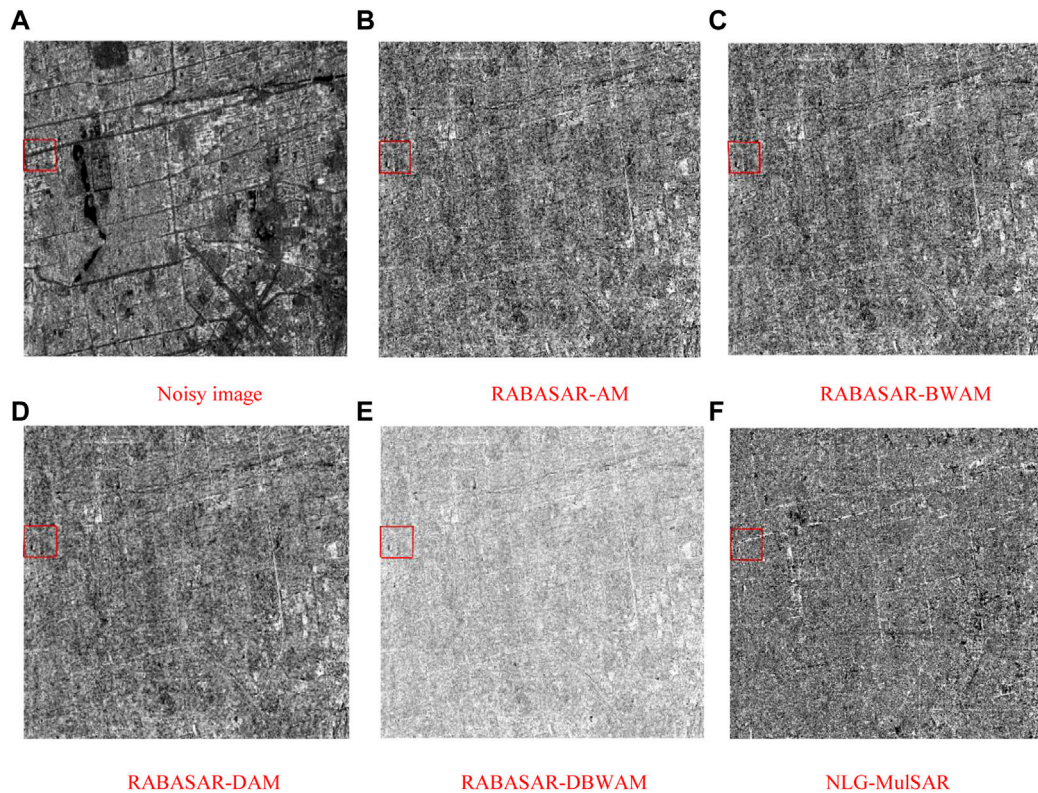 A
B
C
Noisy image
RABASAR-AM
RABASAR-BWAM
D
E
F
RABASAR-DAM
RABASAR-DBWAM
NLG-MulSAR